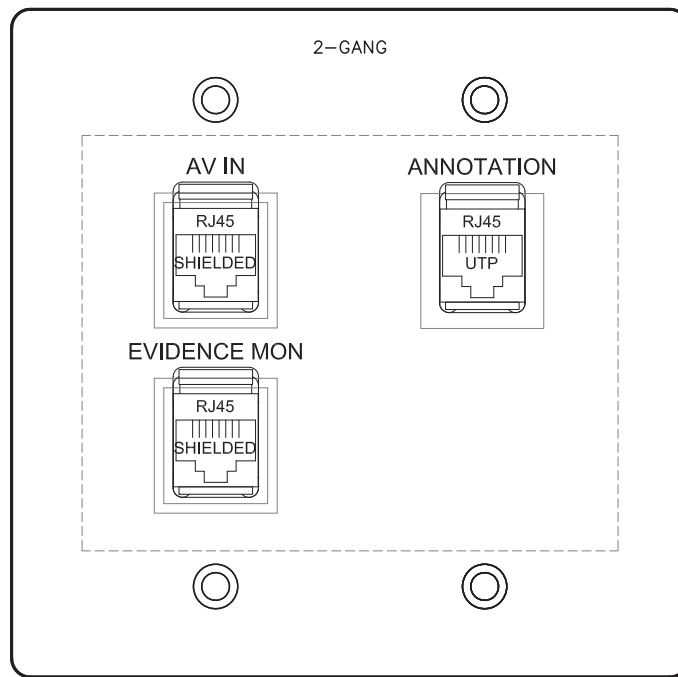 2-GANG
AV IN
RJ45
SHIELDED
ANNOTATION
RJ45
UTP
EVIDENCE MON
RJ45
SHIELDED